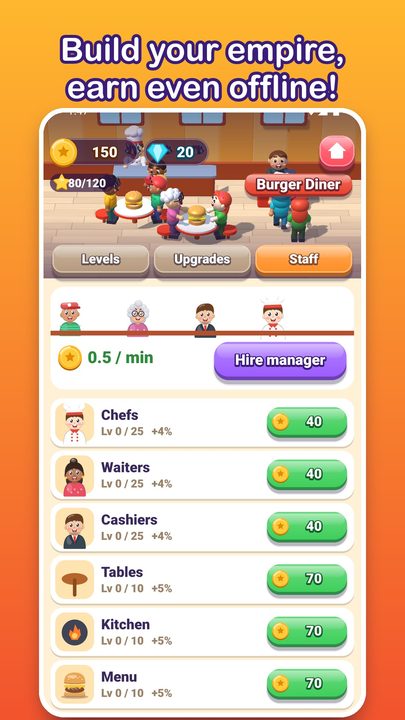 Build your empire,
earn even offline!
150
20
80/120
Burger Diner
Levels
Upgrades
Staff
0.5 / min
Hire manager
Chefs
Lv 0 / 25 +4%
40
Waiters
Lv 0 / 25 +4%
40
Cashiers
Lv 0 / 25 +4%
40
Tables
Lv 0 / 10 +5%
70
Kitchen
Lv 0 / 10 +5%
70
Menu
Lv 0 / 10 +5%
70